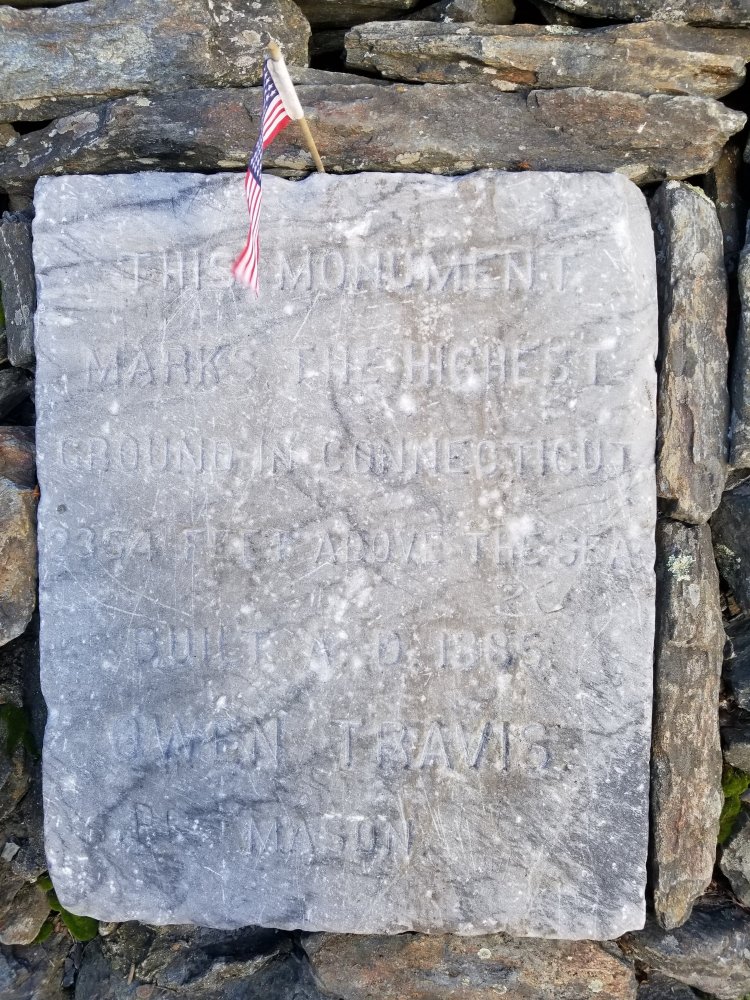 THIS MONUMENT
MARKS THE HIGHEST
GROUND IN CONNECTICUT
2354 FEET ABOVE THE SEA
BUILT A. D. 1885
OWEN TRAVIS.
MASON.